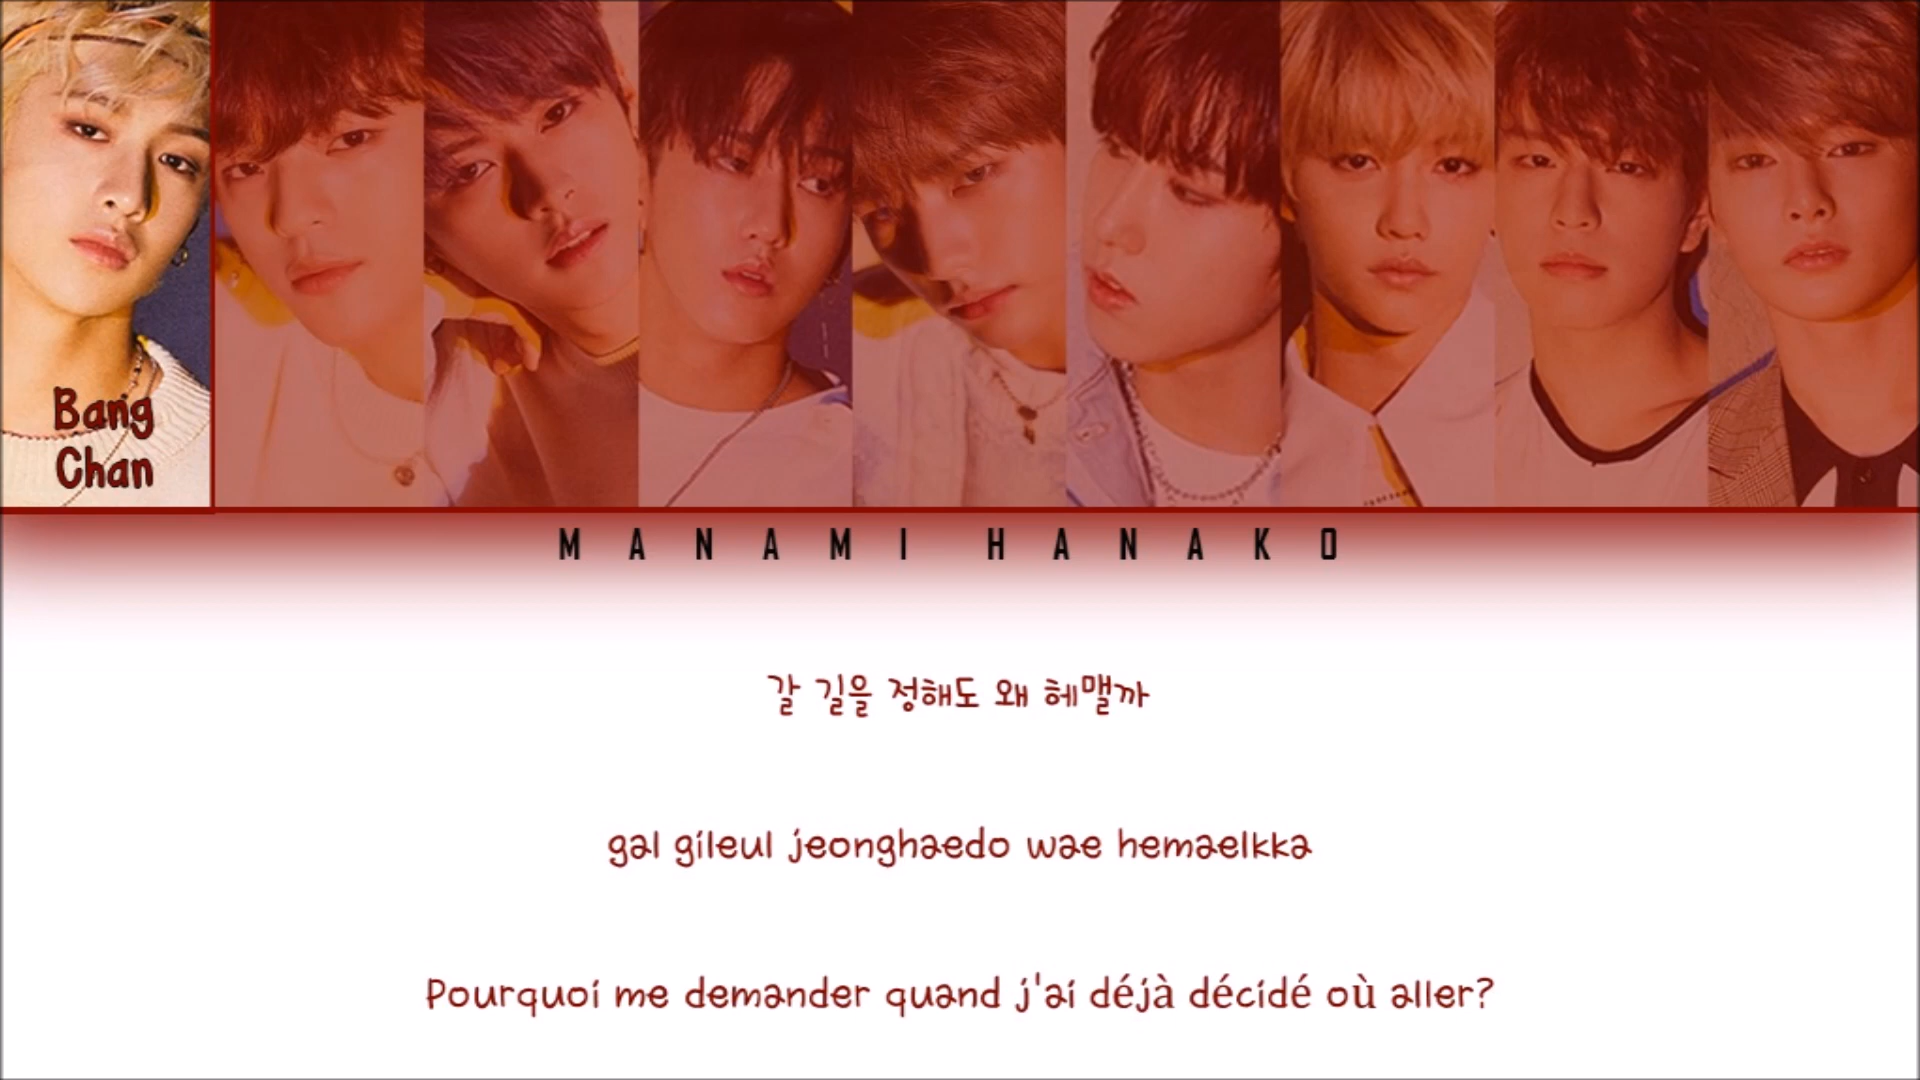 Bang
Chan
MANAMI HANAKO
갈 길을 정해도 왜 헤맬까
gal gileul jeonghaedo wae hemaelkka
Pourquoi me demander quand j'ai déjà décidé où aller?